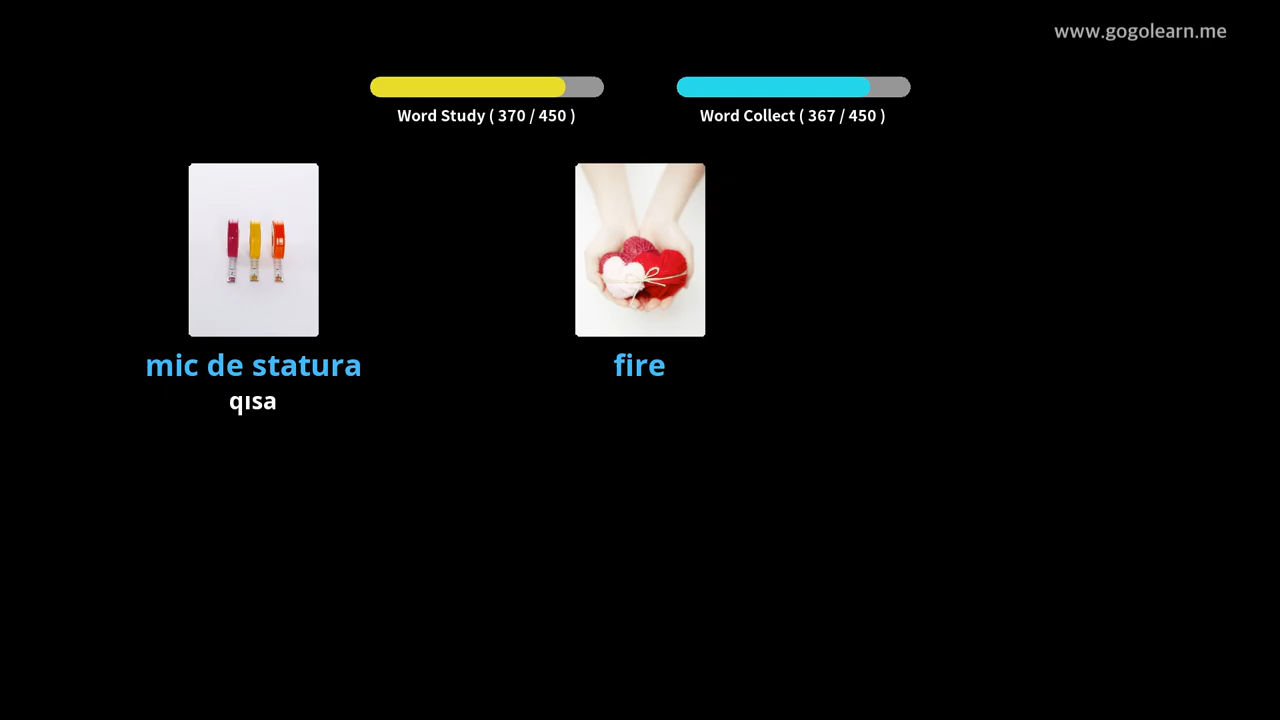 www.gogolearn.me
Word Study ( 370 / 450 )
Word Collect ( 367 / 450 )
mic de statura
qısa
fire